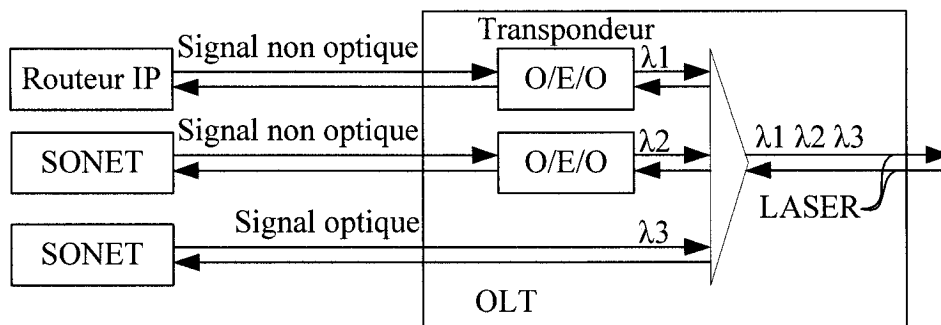 Transpondeur
Signal non optique
Routeur IP
O/E/O
λ1
Signal non optique
SONET
O/E/O
λ2
λ1 λ2 λ3
LASER
Signal optique
SONET
λ3
OLT